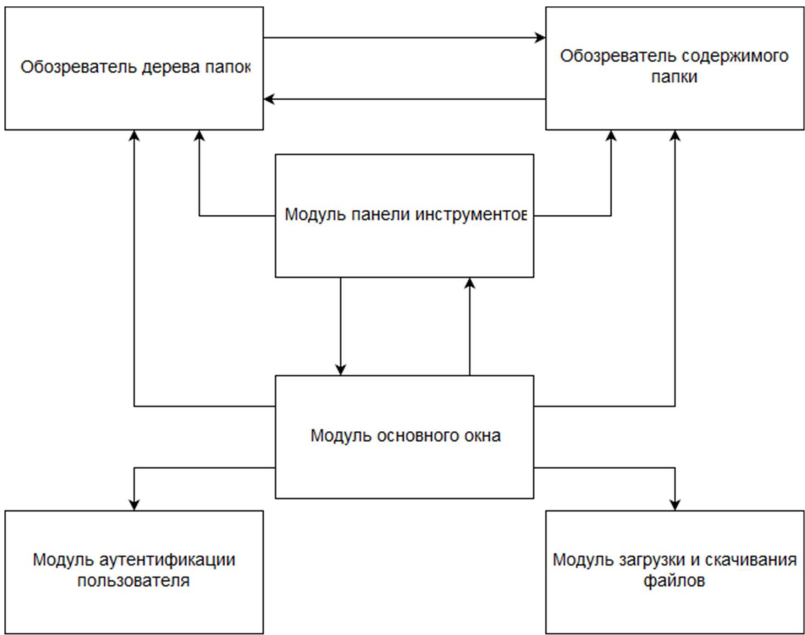 Обозреватель дерева папок
Обозреватель содержимого
папки
Модуль панели инструментов
Модуль основного окна
Модуль аутентификации
пользователя
Модуль загрузки и скачивания
файлов